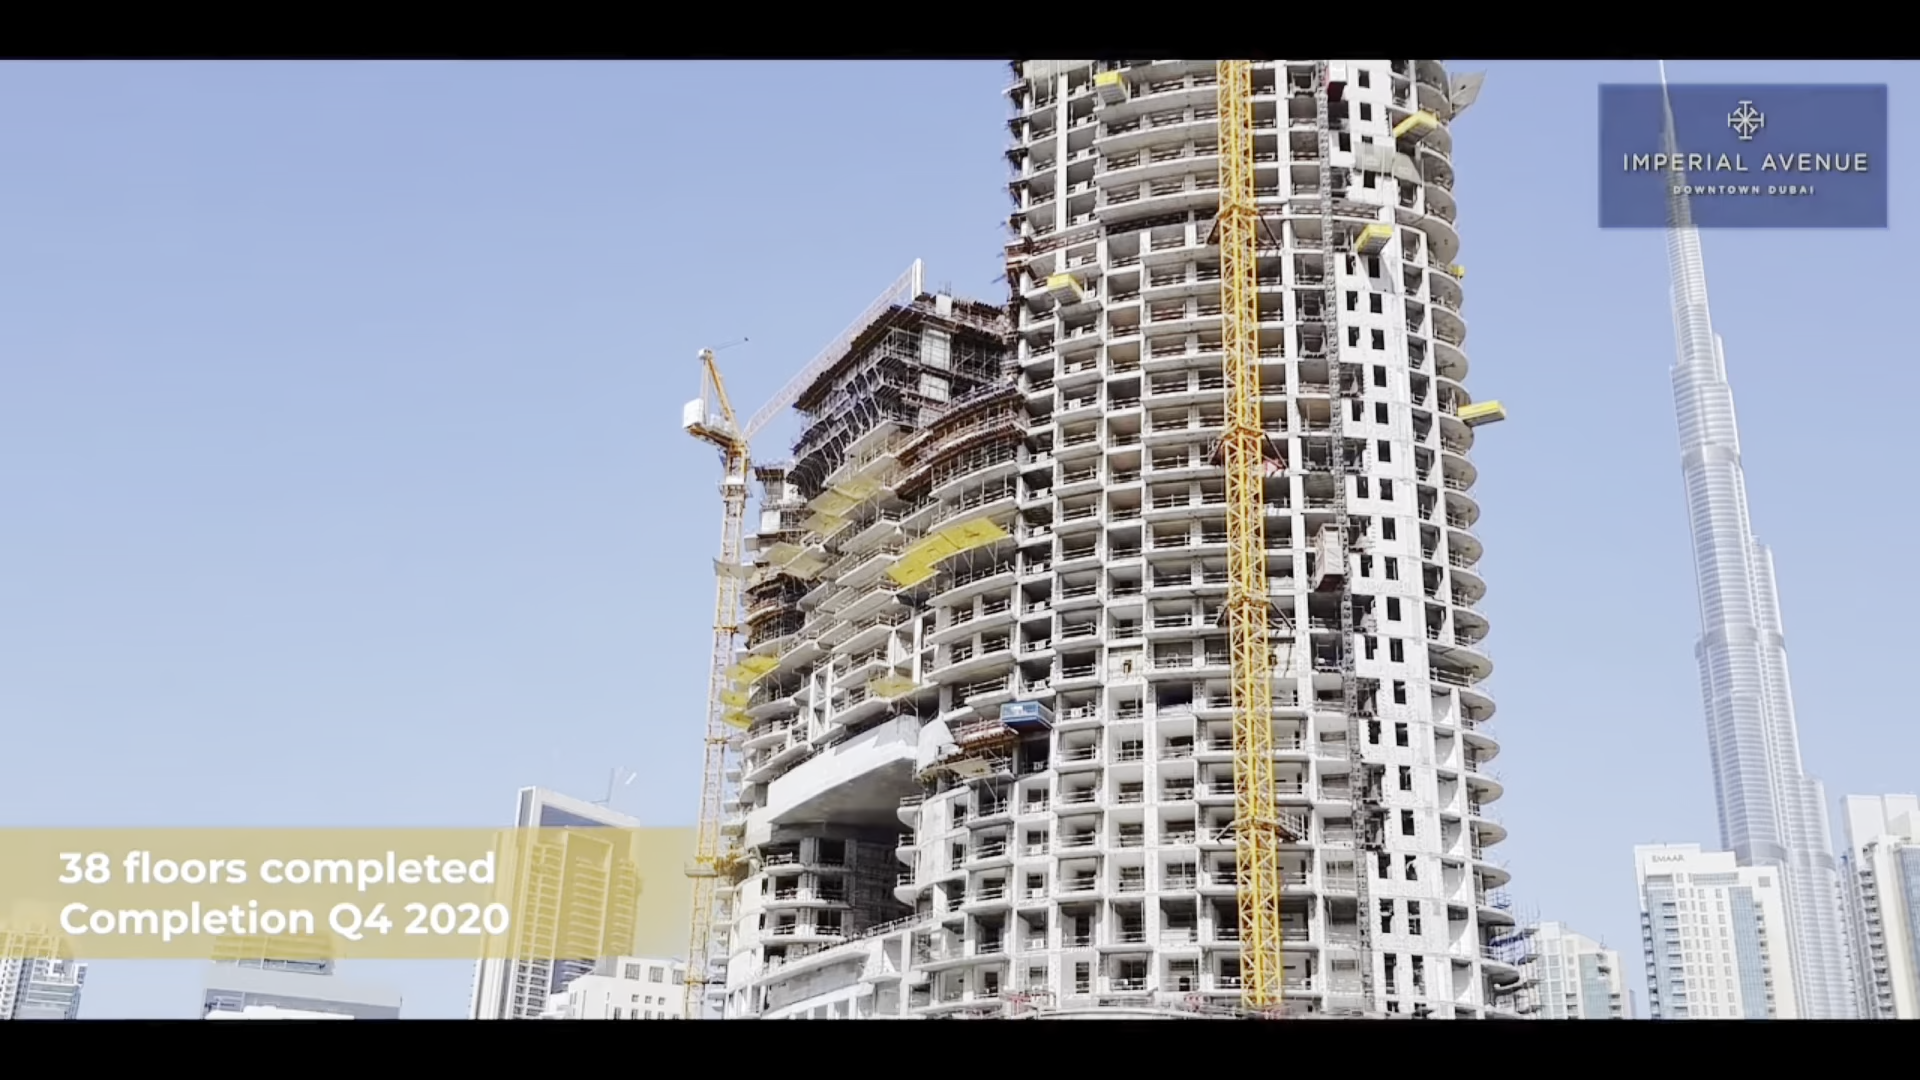 IMPERIAL AVENUE
DOWNTOWN DUBAI
EMAAR
38 floors completed
Completion Q4 2020